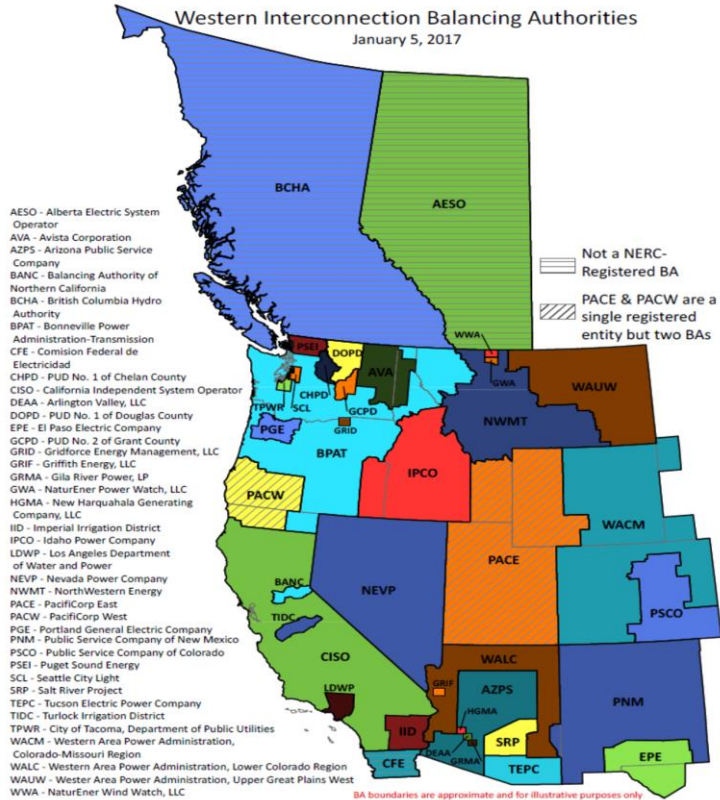 Western Interconnection Balancing Authorities
January 5, 2017
BCHA
AESO
AESO - Alberta Electric System
Operator
AVA - Avista Corporation
AZPS - Arizona Public Service
Company
BANC - Balancing Authority of
Northern California
BCHA - British Columbia Hydro
Authority
BPAT - Bonneville Power
Administration-Transmission
CFE - Comision Federal de
Electricidad
CHPD - PUD No. 1 of Chelan County
CISO - California Independent System Operator
DEAA - Arlington Valley, LLC
DOPD - PUD No. 1 of Douglas County
EPE - El Paso Electric Company
GCPD - PUD No. 2 of Grant County
GRID - Gridforce Energy Management, LLC
GRIF - Griffith Energy, LLC
GRMA - Gila River Power, LP
GWA - NaturEner Power Watch, LLC
HGMA - New Harquahala Generating
Company, LLC
IID - Imperial Irrigation District
IPCO - Idaho Power Company
LDWP - Los Angeles Department
of Water and Power
NEVP - Nevada Power Company
NWMT - NorthWestern Energy
PACE - PacifiCorp East
PACW - PacifiCorp West
PGE - Portland General Electric Company
PNM - Public Service Company of New Mexico
PSCO - Public Service Company of Colorado
PSEI - Puget Sound Energy
SCL - Seattle City Light
SRP - Salt River Project
TEPC - Tucson Electric Power Company
TIDC - Turlock Irrigation District
TPWR - City of Tacoma, Department of Public Utilities
WACM - Western Area Power Administration,
Colorado-Missouri Region
WALC - Western Area Power Administration, Lower Colorado Region
WAUW - Wester Area Power Administration, Upper Great Plains West
WWA - NaturEner Wind Watch, LLC
Not a NERC-
Registered BA
PACE & PACW are a
single registered
entity but two BAs
WWA
PSEI
DOPD
AVA
GWA
WAUW
CHPD
TPWR
SCL
GCPD
NWMT
PGE
GRID
BPAT
IPCO
PACW
WACM
PACE
BANC
NEVP
PSCO
TIDC
CISO
WALC
LDWP
GRIF
AZPS
PNM
HGMA
IID
SRP
DEAA
GRMA
CFE
TEPC
EPE
BA boundaries are approximate and for illustrative purposes only